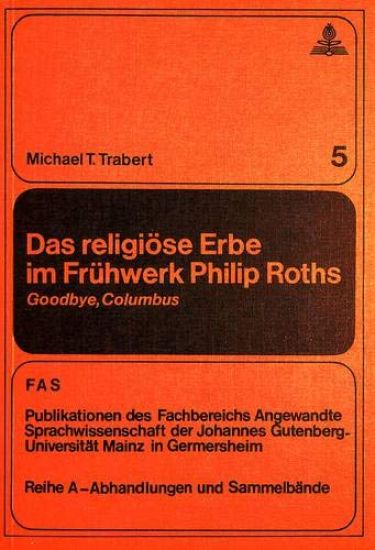 Michael T. Trabert
5
Das religiöse Erbe
im Frühwerk Philip Roths
Goodbye, Columbus
FAS
Publikationen des Fachbereichs Angewandte
Sprachwissenschaft der Johannes Gutenberg-
Universität Mainz in Germersheim
Reihe A – Abhandlungen und Sammelbände